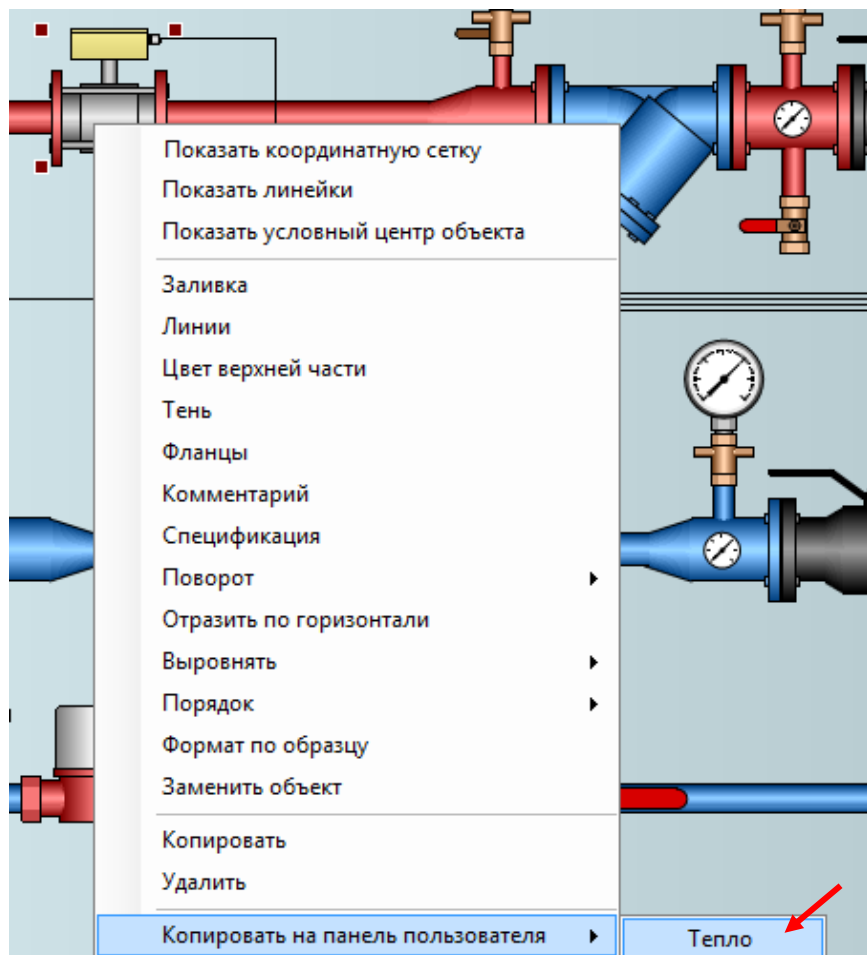 Показать координатную сетку
Показать линейки
Показать условный центр объекта
Заливка
Линии
Цвет верхней части
Тень
Фланцы
Комментарий
Спецификация
Поворот
Отразить по горизонтали
Выровнять
Порядок
Формат по образцу
Заменить объект
Копировать
Удалить
Копировать на панель пользователя
Тепло